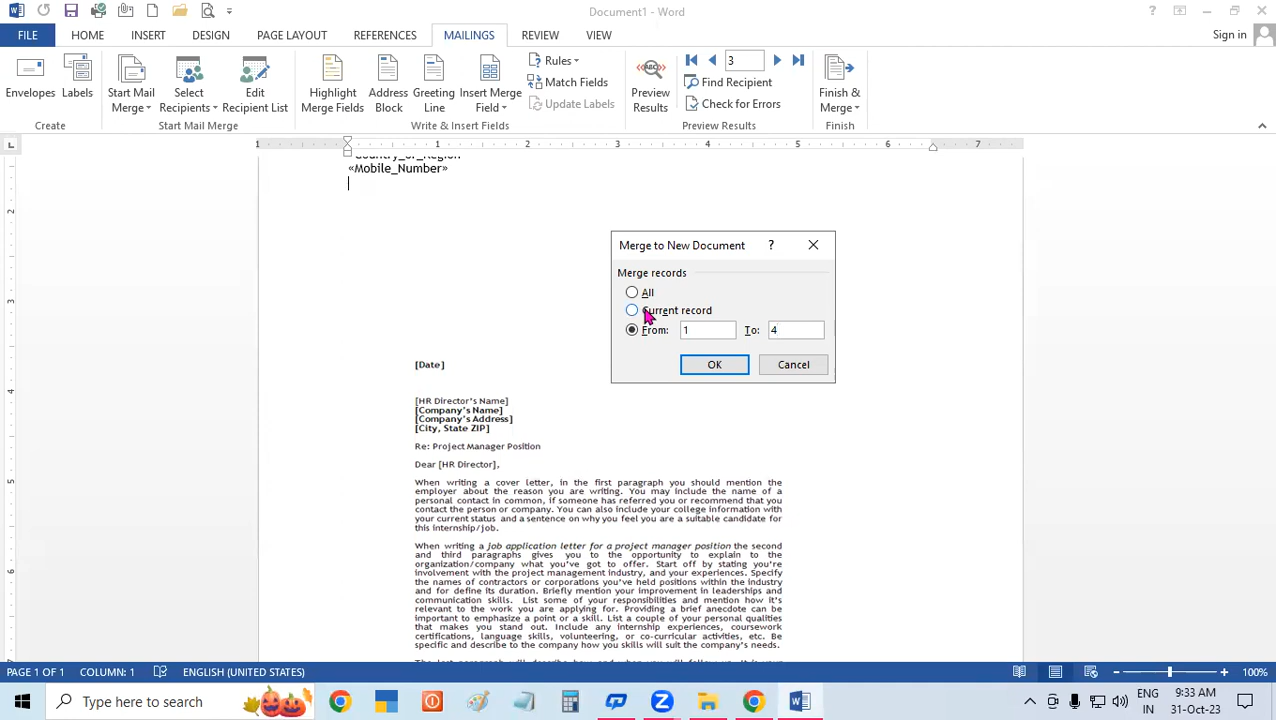 Document1 - Word
Sign in
FILE HOME INSERT DESIGN PAGE LAYOUT REFERENCES MAILINGS REVIEW VIEW
Envelopes
Labels
Create
Start Mail
Merge
Select
Recipients
Edit
Recipient List
Start Mail Merge
Highlight
Merge Fields
Address
Block
Greeting
Line
Insert Merge
Field
Rules
Match Fields
Update Labels
Write & Insert Fields
ABC
Preview
Results
3
Find Recipient
Check for Errors
Preview Results
Finish &
Merge
Finish
1 1 2 3 4 5 6 7
2
3
4
5
6
Country_or_Region
«Mobile_Number»
Merge to New Document ?
Merge records
All
Current record
From: 1 To: 4
OK Cancel
[Date]
[HR Director's Name]
[Company's Name]
[Company's Address]
[City, State ZIP]
Re: Project Manager Position
Dear [HR Director],
When writing a cover letter, in the first paragraph you should mention the
employer about the reason you are writing. You may include the name of a
personal contact in common, if someone has referred you or recommend that you
contact the person or company. You can also include your college information with
your current status and a sentence on why you feel you are a suitable candidate for
this internship/job.
When writing a job application letter for a project manager position the second
and third paragraphs gives you to the opportunity to explain to the
organization/company what you've got to offer. Start off by stating you're
involvement with the project management industry, and your experiences. Specify
the names of contractors or corporations you've held positions within the industry
and for define its duration. Briefly mention your improvement in leaderships and
communication skills. List some of your responsibilities and mention how it's
relevant to the work you are applying for. Providing a brief anecdote can be
important to emphasize a point or a skill. List a couple of your personal qualities
that makes you stand out. Include any internship experiences, coursework
certifications, language skills, volunteering, or co-curricular activities, etc. Be
specific and describe to the company how you skills will suit the company's needs.
PAGE 1 OF 1 COLUMN: 1 ENGLISH (UNITED STATES) 100%
Type here to search
ENG
IN
9:33 AM
31-Oct-23